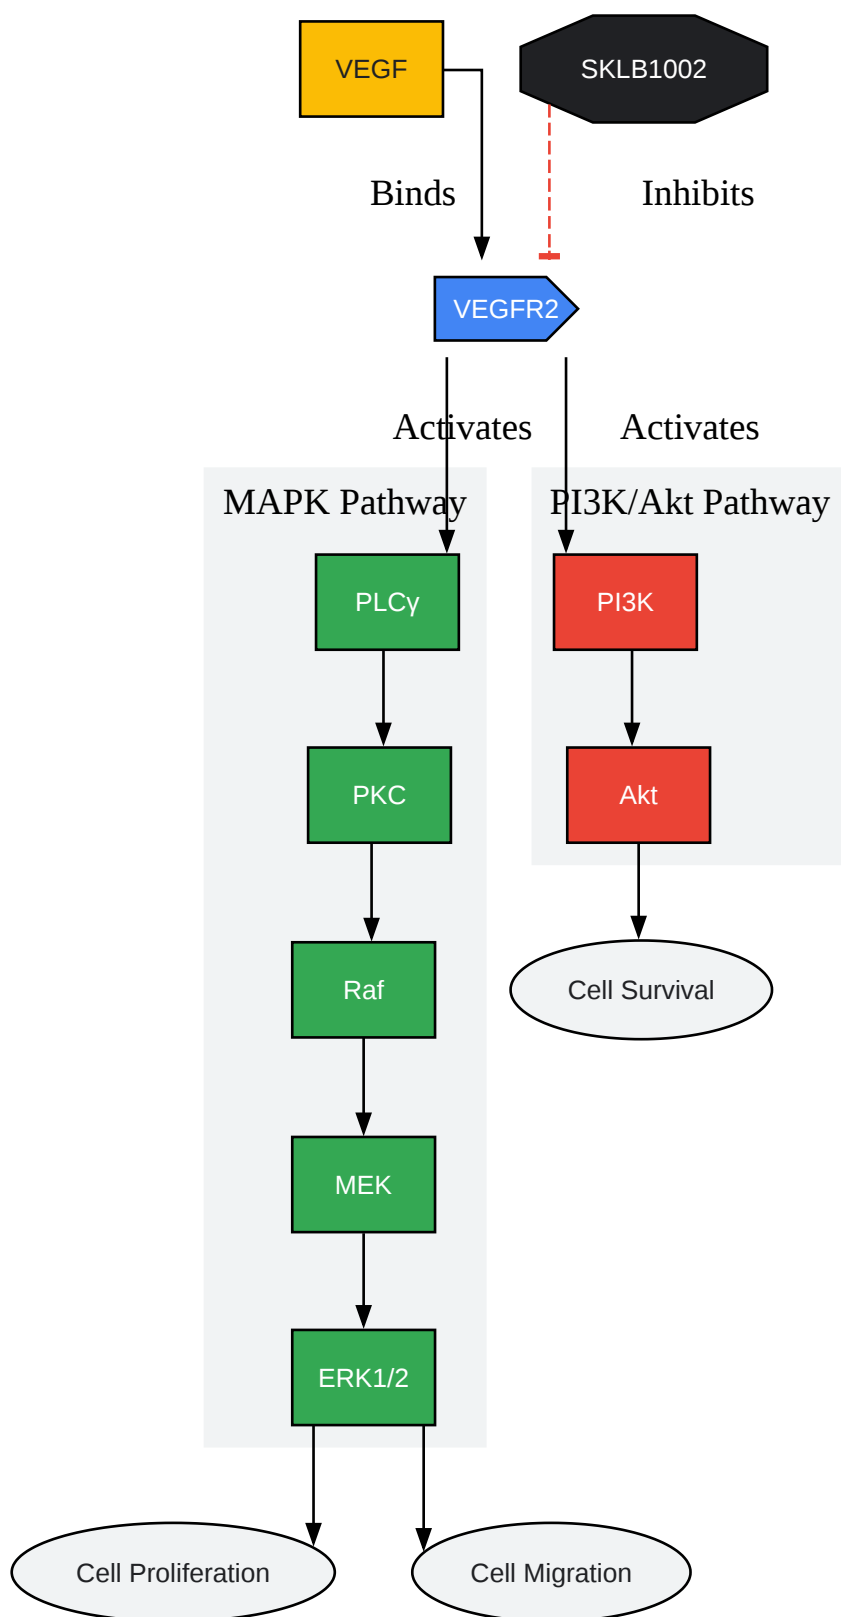 VEGF
SKLB1002
Binds
Inhibits
VEGFR2
Activates
Activates
MAPK Pathway
PI3K/Akt Pathway
PLCγ
PI3K
PKC
Akt
Raf
Cell Survival
MEK
ERK1/2
Cell Proliferation
Cell Migration